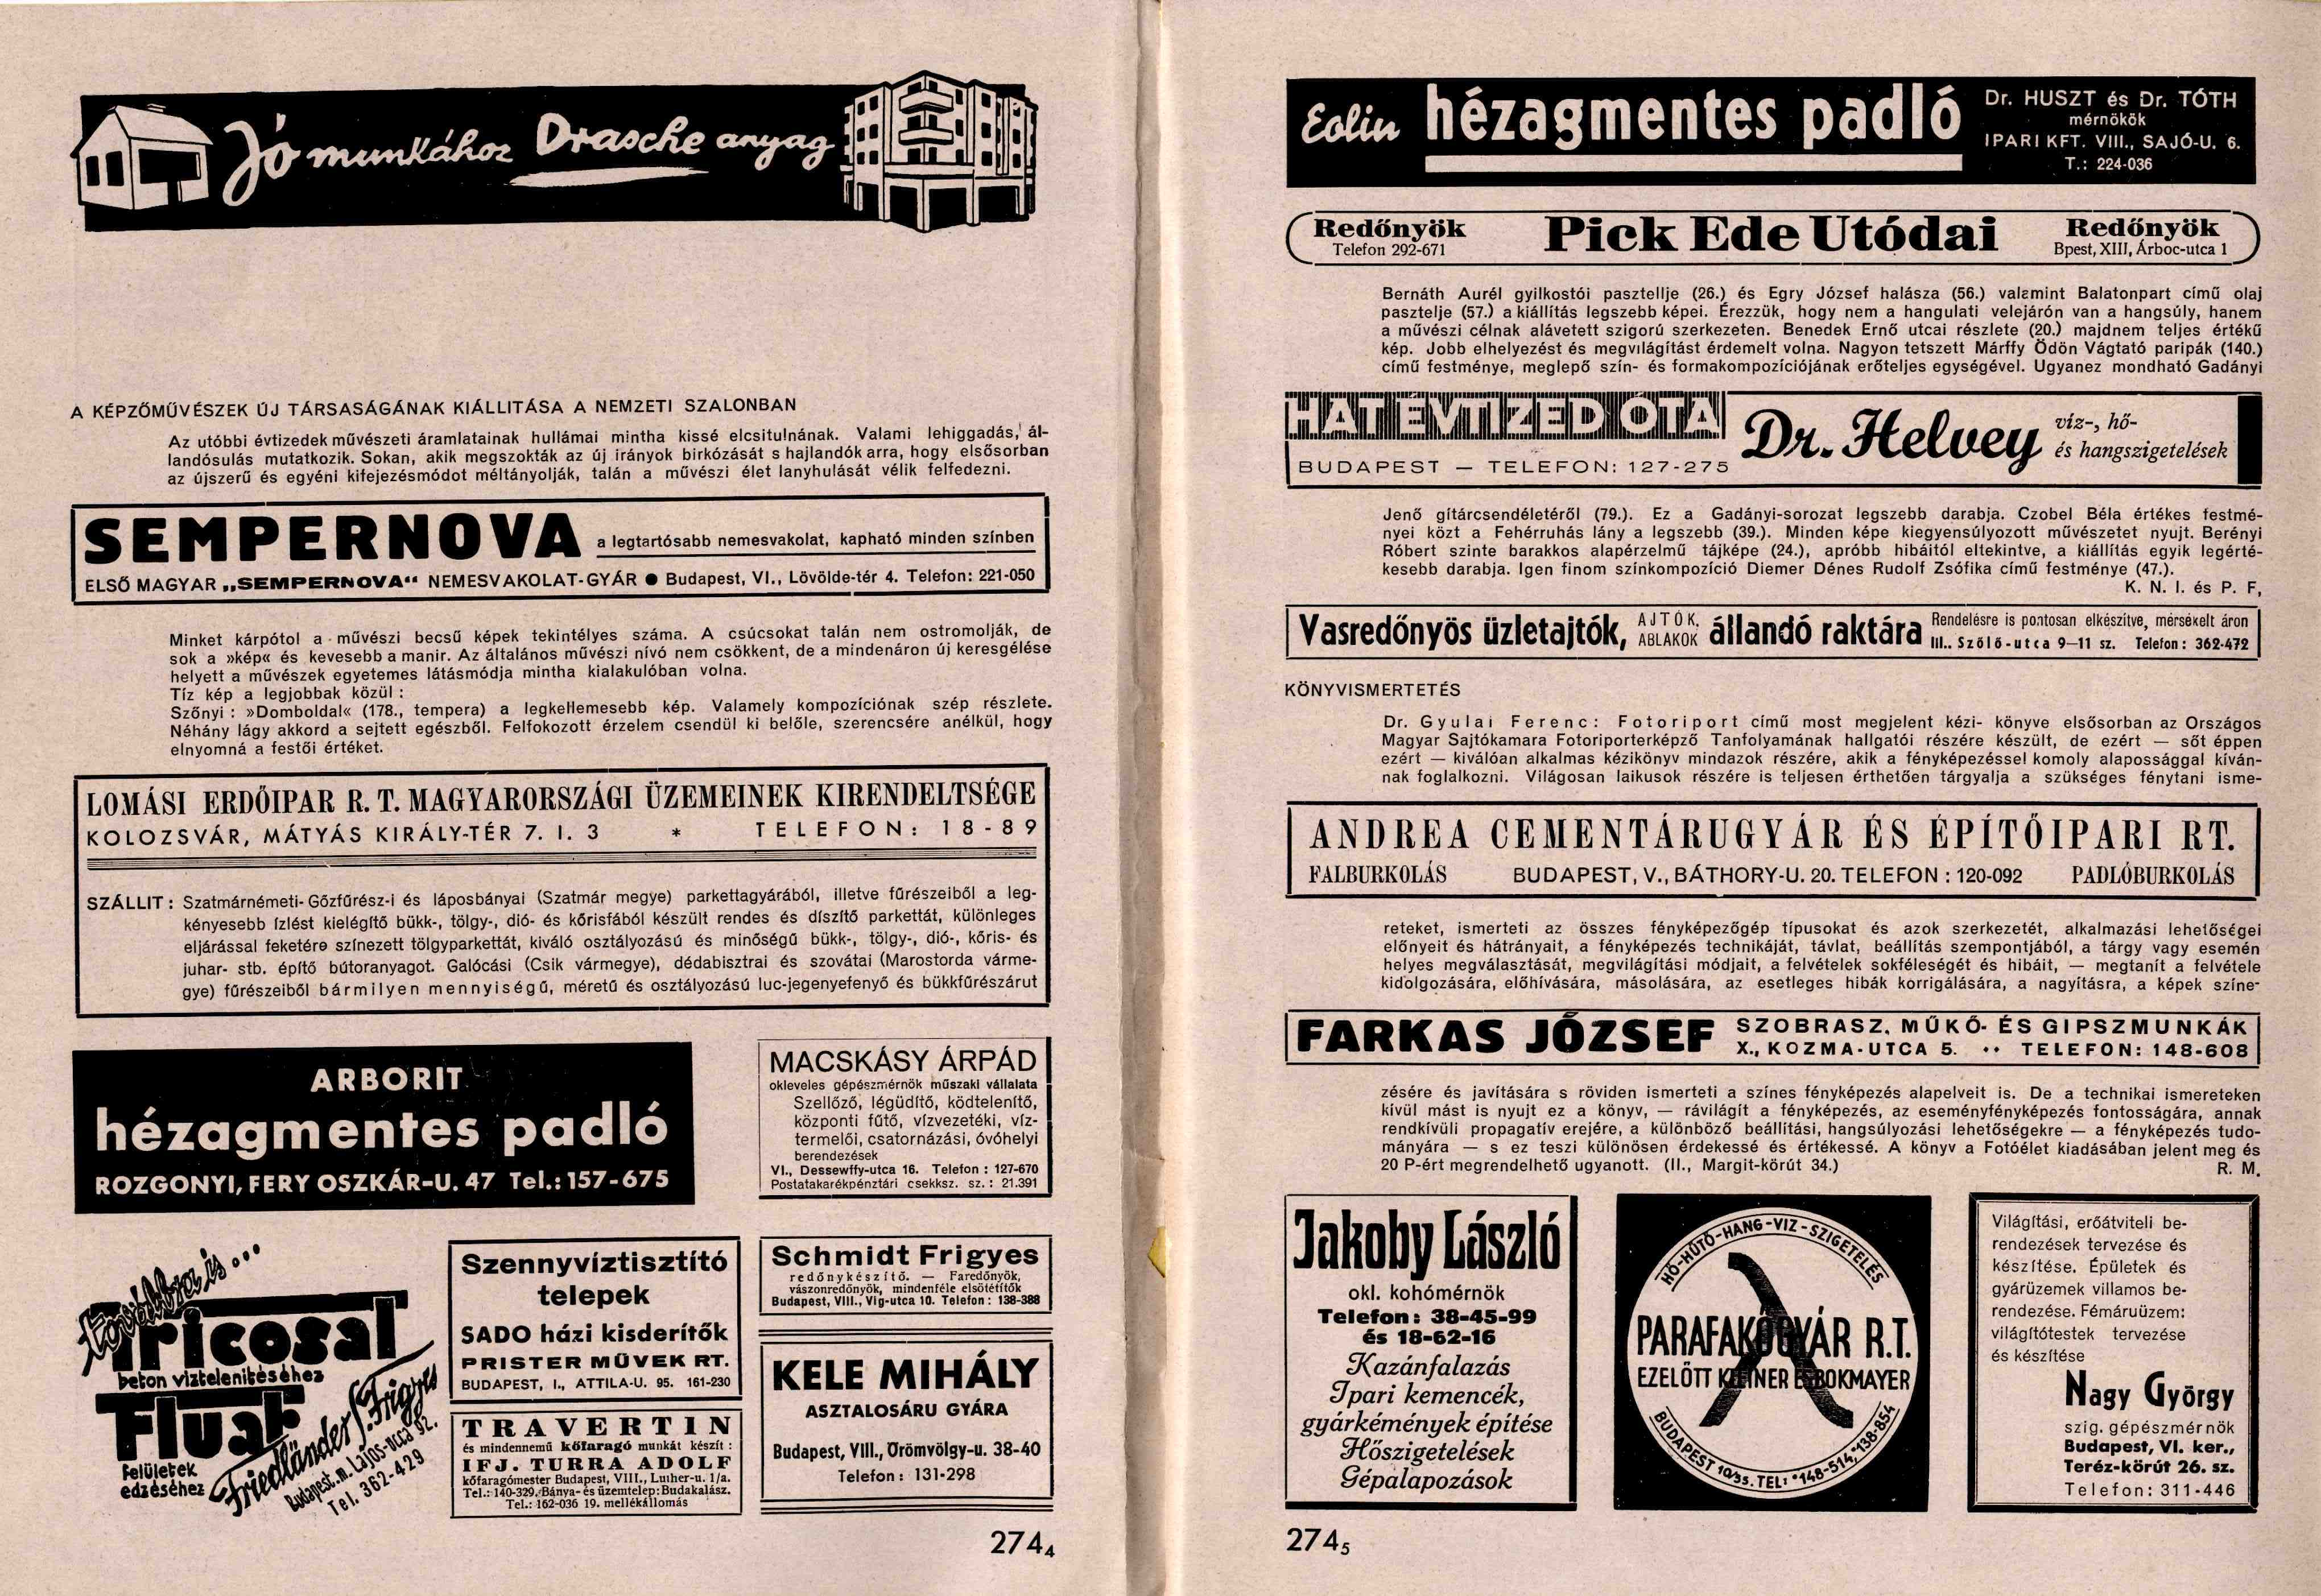 Jó munkához Drasche anyag
A KÉPZŐMŰVÉSZEK ÚJ TÁRSASÁGÁNAK KIÁLLITÁSA A NEMZETI SZALONBAN
Az utóbbi évtizedek művészeti áramlatainak hullámai mintha kissé elcsitulnának. Valami lehiggadás, ál-
landósulás mutatkozik. Sokan, akik megszokták az új irányok birkózását s hajlandók arra, hogy elsősorban
az újszerű és egyéni kifejezésmódot méltányolják, talán a művészi élet lanyhulását vélik felfedezni.
SEMPERNOVA a legtartósabb nemesvakolat, kapható minden színben
ELSŐ MAGYAR „SEMPERNOVA“ NEMESVAKOLAT-GYÁR ● Budapest, VI., Lövölde-tér 4. Telefon: 221-050
Minket kárpótol a művészi becsű képek tekintélyes száma. A csúcsokat talán nem ostromolják, de
sok a »kép« és kevesebb a manir. Az általános művészi nívó nem csökkent, de a mindenáron új keresgélése
helyett a művészek egyetemes látásmódja mintha kialakulóban volna.
Tíz kép a legjobbak közül :
Szőnyi : »Domboldal« (178., tempera) a legkellemesebb kép. Valamely kompozíciónak szép részlete.
Néhány lágy akkord a sejtett egészből. Felfokozott érzelem csendül ki belőle, szerencsére anélkül, hogy
elnyomná a festői értéket.
LOMÁSI ERDŐIPAR R. T. MAGYARORSZÁGI ÜZEMEINEK KIRENDELTSÉGE
KOLOZSVÁR, MÁTYÁS KIRÁLY-TÉR 7. I. 3 * TELEFON: 18-89
SZÁLLIT : Szatmárnémeti-Gőzfűrész-i és láposbányai (Szatmár megye) parkettagyárából, illetve fűrészeiből a leg-
kényesebb ízlést kielégítő bükk-, tölgy-, dió- és kőrisfából készült rendes és díszítő parkettát, különleges
eljárással feketére színezett tölgyparkettát, kiváló osztályozású és minőségű bükk-, tölgy-, dió-, kőris- és
juhar- stb. építő bútoranyagot. Galócási (Csik vármegye), dédabisztrai és szovátai (Marostorda várme-
gye) fűrészeiből bármilyen mennyiségű, méretű és osztályozású luc-jegenyefenyő és bükkfűrészárut
ARBORIT
hézagmentes padló
ROZGONYI, FERY OSZKÁR-U. 47 Tel.: 157-675
MACSKÁSY ÁRPÁD
okleveles gépészmérnök műszaki vállalata
Szellőző, légüdítő, ködtelenítő,
központi fűtő, vízvezetéki, víz-
termelői, csatornázási, óvóhelyi
berendezések
VI., Dessewffy-utca 16. Telefon : 127-670
Postatakarékpénztári csekksz. sz. : 21.391
továbbra is...
Tricosal
beton víztelenítéséhez
Fluat
felületek
edzéséhez
Friedländer J. Frigyes
Budapest. III. Lajos-ucca 92.
Tel. 362-429
Szennyvíztisztító
telepek
SADO házi kisderítők
PRISTER MŰVEK RT.
BUDAPEST, I., ATTILA-U. 95. 161-230
TRAVERTIN
és mindennemű kőfaragó munkát készít :
IFJ. TURRA ADOLF
kőfaragómester Budapest, VIII., Luther-u. 1/a.
Tel.: 140-329. Bánya- és üzemtelep: Budakalász.
Tel.: 162-036 19. mellékállomás
Schmidt Frigyes
redőnykészítő. — Faredőnyök,
vászonredőnyök, mindenféle elsötétítők
Budapest, VIII., Víg-utca 10. Telefon : 138-388
KELE MIHÁLY
ASZTALOSÁRU GYÁRA
Budapest, VIII., Örömvölgy-u. 38-40
Telefon : 131-298
274₄
Eolin hézagmentes padló
Dr. HUSZT és Dr. TÓTH
mérnökök
IPARI KFT. VIII., SAJÓ-U. 6.
T.: 224-036
Redőnyök
Telefon 292-671
Pick Ede Utódai
Redőnyök
Bpest, XIII, Árboc-utca 1
Bernáth Aurél gyilkostói pasztellje (26.) és Egry József halásza (56.) valamint Balatonpart című olaj
pasztelje (57.) a kiállítás legszebb képei. Érezzük, hogy nem a hangulati velejárón van a hangsúly, hanem
a művészi célnak alávetett szigorú szerkezeten. Benedek Ernő utcai részlete (20.) majdnem teljes értékű
kép. Jobb elhelyezést és megvilágítást érdemelt volna. Nagyon tetszett Márffy Ödön Vágtató paripák (140.)
című festménye, meglepő szín- és formakompozíciójának erőteljes egységével. Ugyanez mondható Gadányi
HAT ÉVTIZED ÓTA
BUDAPEST — TELEFON: 127-275
Dr. Helvey
víz-, hő-
és hangszigetelések
Jenő gítárcsendéletéről (79.). Ez a Gadányi-sorozat legszebb darabja. Czobel Béla értékes festmé-
nyei közt a Fehérruhás lány a legszebb (39.). Minden képe kiegyensúlyozott művészetet nyujt. Berényi
Róbert szinte barakkos alapérzelmű tájképe (24.), apróbb hibáitól eltekintve, a kiállítás egyik legérté-
kesebb darabja. Igen finom színkompozíció Diemer Dénes Rudolf Zsófika című festménye (47.).
K. N. I. és P. F,
Vasredőnyös üzletajtók, AJTÓK, ABLAKOK állandó raktára
Rendelésre is pontosan elkészítve, mérsékelt áron
III.. Szőlő-utca 9—11 sz. Telefon : 362-472
KÖNYVISMERTETÉS
Dr. Gyulai Ferenc: Fotoriport című most megjelent kézi- könyve elsősorban az Országos
Magyar Sajtókamara Fotoriporterképző Tanfolyamának hallgatói részére készült, de ezért — sőt éppen
ezért — kiválóan alkalmas kézikönyv mindazok részére, akik a fényképezéssel komoly alapossággal kíván-
nak foglalkozni. Világosan laikusok részére is teljesen érthetően tárgyalja a szükséges fénytani isme-
ANDREA CEMENTÁRUGYÁR ÉS ÉPÍTŐIPARI RT.
FALBURKOLÁS BUDAPEST, V., BÁTHORY-U. 20. TELEFON : 120-092 PADLÓBURKOLÁS
reteket, ismerteti az összes fényképezőgép típusokat és azok szerkezetét, alkalmazási lehetőségei
előnyeit és hátrányait, a fényképezés technikáját, távlat, beállítás szempontjából, a tárgy vagy esemén
helyes megválasztását, megvilágítási módjait, a felvételek sokféleségét és hibáit, — megtanít a felvétele
kidolgozására, előhívására, másolására, az esetleges hibák korrigálására, a nagyításra, a képek színe-
FARKAS JÓZSEF
SZOBRASZ, MŰKŐ- ÉS GIPSZMUNKÁK
X., KOZMA-UTCA 5. •• TELEFON: 148-608
zésére és javítására s röviden ismerteti a színes fényképezés alapelveit is. De a technikai ismereteken
kívül mást is nyujt ez a könyv, — rávilágít a fényképezés, az eseményfényképezés fontosságára, annak
rendkívüli propagatív erejére, a különböző beállítási, hangsúlyozási lehetőségekre — a fényképezés tudo-
mányára — s ez teszi különösen érdekessé és értékessé. A könyv a Fotóélet kiadásában jelent meg és
20 P-ért megrendelhető ugyanott. (II., Margit-körút 34.)
R. M.
Jakoby László
okl. kohómérnök
Telefon: 38-45-99
és 18-62-16
Kazánfalazás
Ipari kemencék,
gyárkémények építése
Hőszigetelések
Gépalapozások
HŐ-HŰTŐ-HANG-VIZ-SZIGETELÉS
PARAFAKŐGYÁR R.T.
EZELŐTT KLEINER ÉS BOKMAYER
BUDAPEST 10/35. TEL: *148-514, *138-854
Világítási, erőátviteli be-
rendezések tervezése és
készítése. Épületek és
gyárüzemek villamos be-
rendezése. Fémáruüzem:
világítótestek tervezése
és készítése
Nagy György
szig. gépészmérnök
Budapest, VI. ker.,
Teréz-körút 26. sz.
Telefon: 311-446
274₅